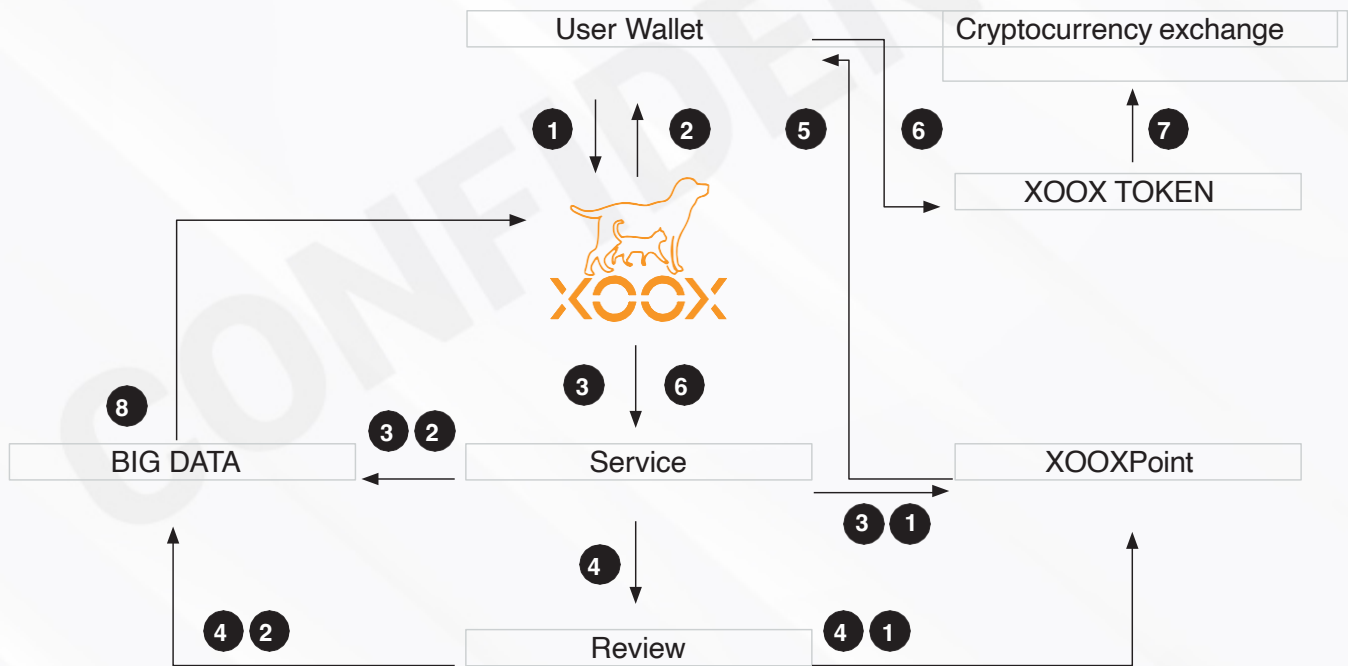 User Wallet
Cryptocurrency exchange
1
2
5
6
7
XOOX TOKEN
XOOX
3
6
8
3 2
BIG DATA
Service
XOOXPoint
3 1
4
4 2
4 1
Review
CONFIDEN